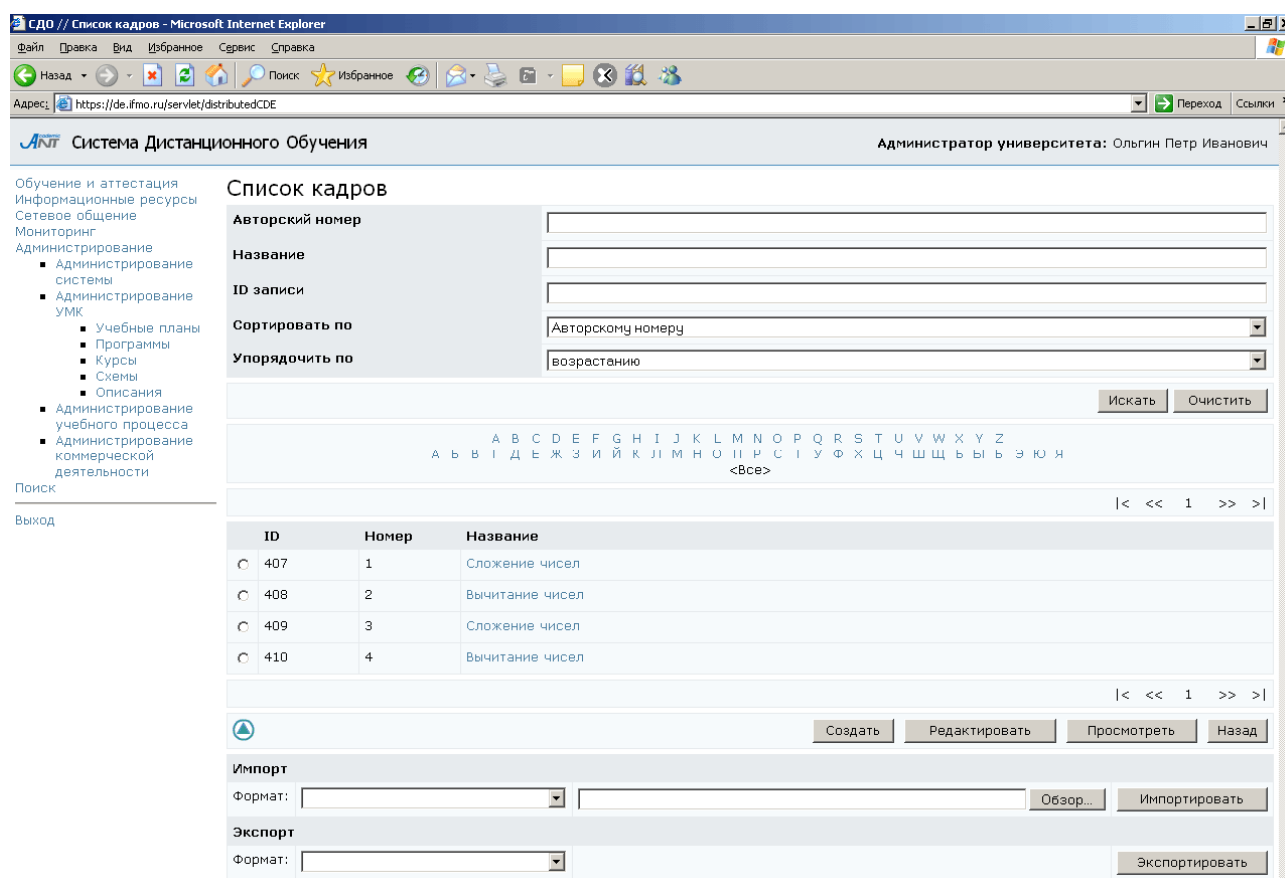 СДО // Список кадров - Microsoft Internet Explorer
Файл Правка Вид Избранное Сервис Справка
Назад Поиск Избранное
Адрес: https://de.ifmo.ru/servlet/distributedCDE Переход Ссылки
Academic ANT Система Дистанционного Обучения Администратор университета: Ольгин Петр Иванович
Обучение и аттестация
Информационные ресурсы
Сетевое общение
Мониторинг
Администрирование
Администрирование
системы
Администрирование
УМК
Учебные планы
Программы
Курсы
Схемы
Описания
Администрирование
учебного процесса
Администрирование
коммерческой
деятельности
Поиск
Выход
Список кадров
Авторский номер
Название
ID записи
Сортировать по Авторскому номеру
Упорядочить по возрастанию
Искать Очистить
A B C D E F G H I J K L M N O P Q R S T U V W X Y Z
А Б В Г Д Е Ж З И Й К Л М Н О П Р С Т У Ф Х Ц Ч Ш Щ Ъ Ы Ь Э Ю Я
<Все>
|< << 1 >> >|
ID Номер Название
407 1 Сложение чисел
408 2 Вычитание чисел
409 3 Сложение чисел
410 4 Вычитание чисел
|< << 1 >> >|
Создать Редактировать Просмотреть Назад
Импорт
Формат: Обзор... Импортировать
Экспорт
Формат: Экспортировать